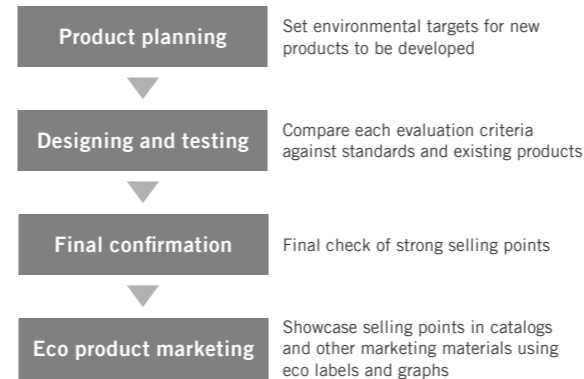 Product planning
Set environmental targets for new
products to be developed
Designing and testing
Compare each evaluation criteria
against standards and existing products
Final confirmation
Final check of strong selling points
Eco product marketing
Showcase selling points in catalogs
and other marketing materials using
eco labels and graphs